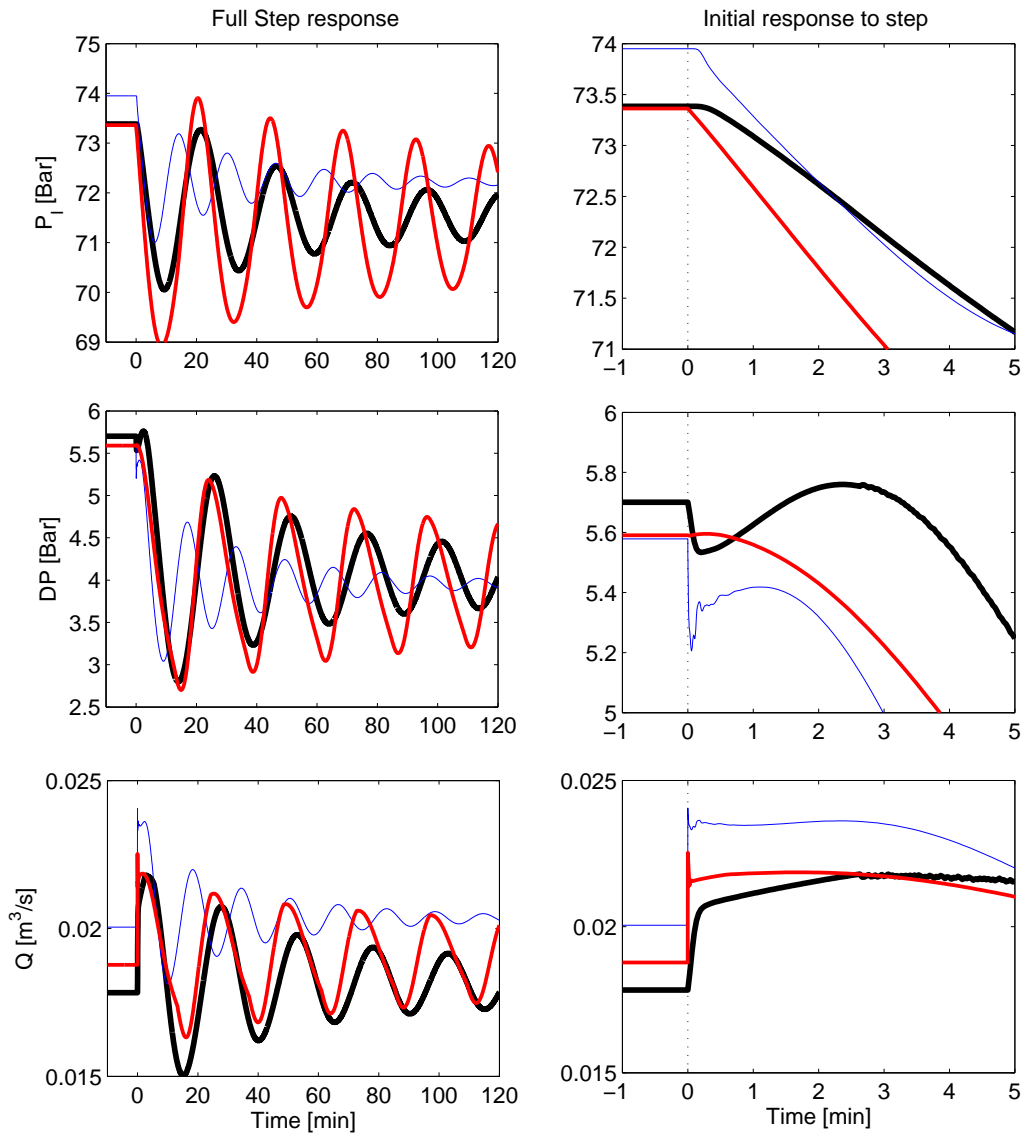 Full Step response
Initial response to step
75
74
73
72
71
70
69
0 20 40 60 80 100 120
P_I [Bar]
74
73.5
73
72.5
72
71.5
71
−1 0 1 2 3 4 5
6
5.5
5
4.5
4
3.5
3
2.5
0 20 40 60 80 100 120
DP [Bar]
6
5.8
5.6
5.4
5.2
5
−1 0 1 2 3 4 5
0.025
0.02
0.015
0 20 40 60 80 100 120
Q [m³/s]
Time [min]
0.025
0.02
0.015
−1 0 1 2 3 4 5
Time [min]